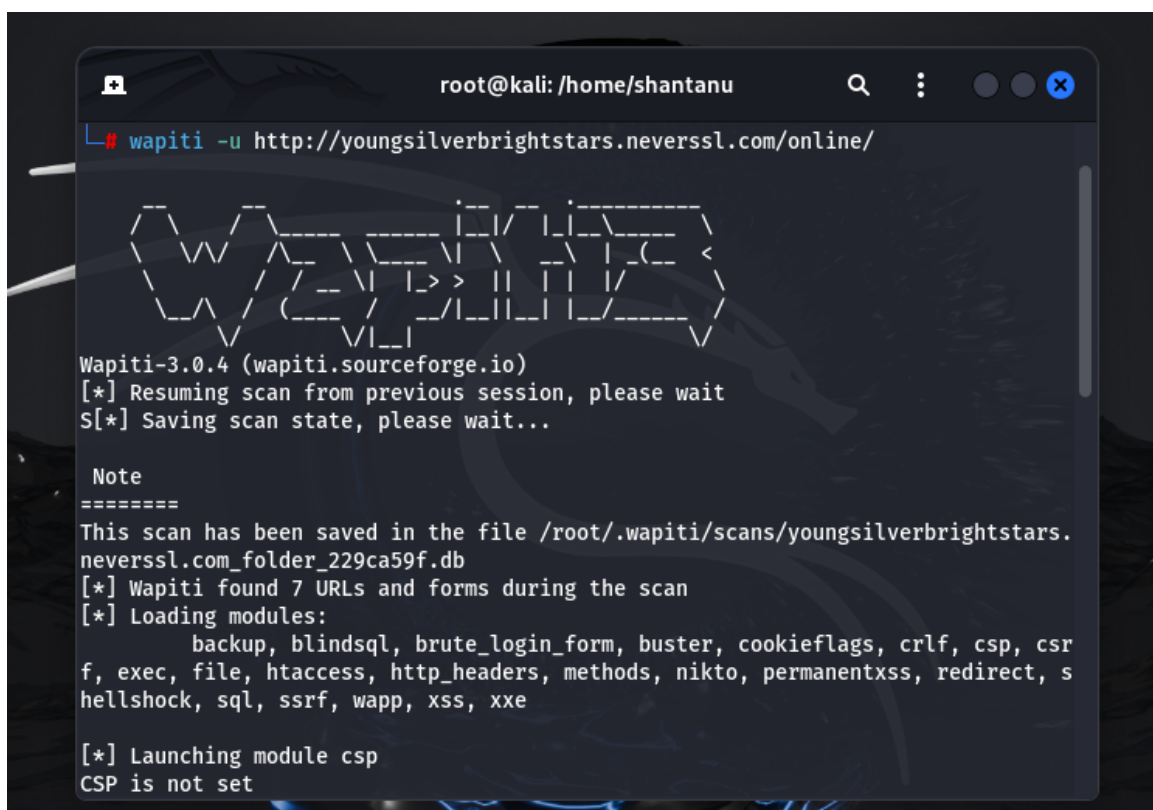 root@kali: /home/shantanu
└─# wapiti -u http://youngsilverbrightstars.neverssl.com/online/
Wapiti-3.0.4 (wapiti.sourceforge.io)
[*] Resuming scan from previous session, please wait
S[*] Saving scan state, please wait...
Note
========
This scan has been saved in the file /root/.wapiti/scans/youngsilverbrightstars.
neverssl.com_folder_229ca59f.db
[*] Wapiti found 7 URLs and forms during the scan
[*] Loading modules:
backup, blindsql, brute_login_form, buster, cookieflags, crlf, csp, csr
f, exec, file, htaccess, http_headers, methods, nikto, permanentxss, redirect, s
hellshock, sql, ssrf, wapp, xss, xxe
[*] Launching module csp
CSP is not set